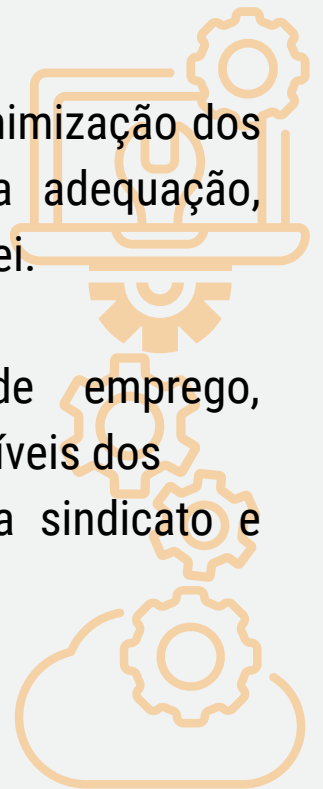 nimização dos
a adequação,
ei.
de emprego,
íveis dos
a sindicato e